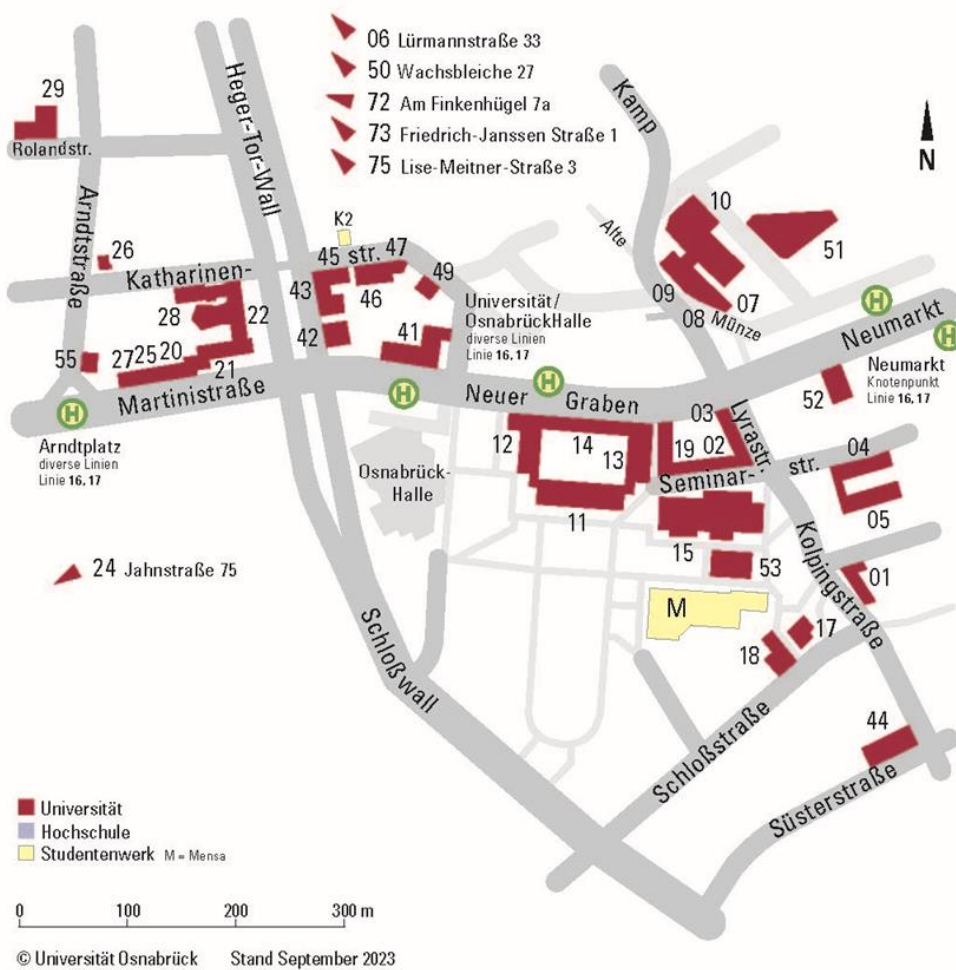 06 Lürmannstraße 33
50 Wachsbleiche 27
72 Am Finkenhügel 7a
73 Friedrich-Janssen Straße 1
75 Lise-Meitner-Straße 3
N
29
Rolandstr.
Arndtstraße
Heger-Tor-Wall
Kamp
Alte
Münze
10
51
09
08
07
K2
26
Katharinen-
str.
45
47
43
46
49
42
41
28
22
55
27
25
20
21
Martinistraße
Universität/
OsnabrückHalle
diverse Linien
Linie 16, 17
H
H
H
H
H
Neumarkt
Neumarkt
Knotenpunkt
Linie 16, 17
Arndtplatz
diverse Linien
Linie 16, 17
Neuer
Graben
52
Lyrastr.
03
12
14
13
19
02
Seminar-
str.
04
05
Osnabrück-
Halle
11
15
53
01
Kolpingstraße
24 Jahnstraße 75
M
17
18
Schloßwall
Schloßstraße
44
Süsterstraße
Universität
Hochschule
Studentenwerk M = Mensa
0 100 200 300 m
© Universität Osnabrück Stand September 2023